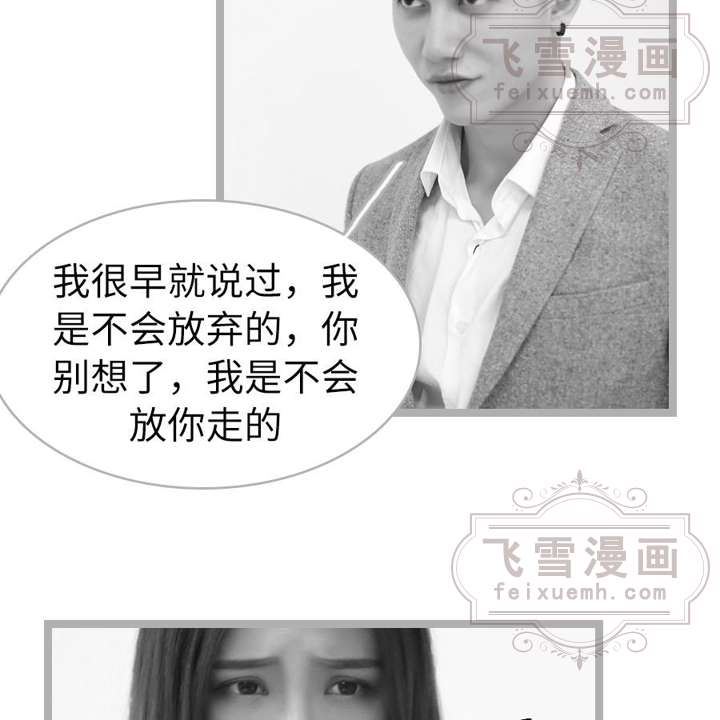 飞雪漫画
feixuemh.com
我很早就说过，我
是不会放弃的，你
别想了，我是不会
放你走的
飞雪漫画
feixuemh.com